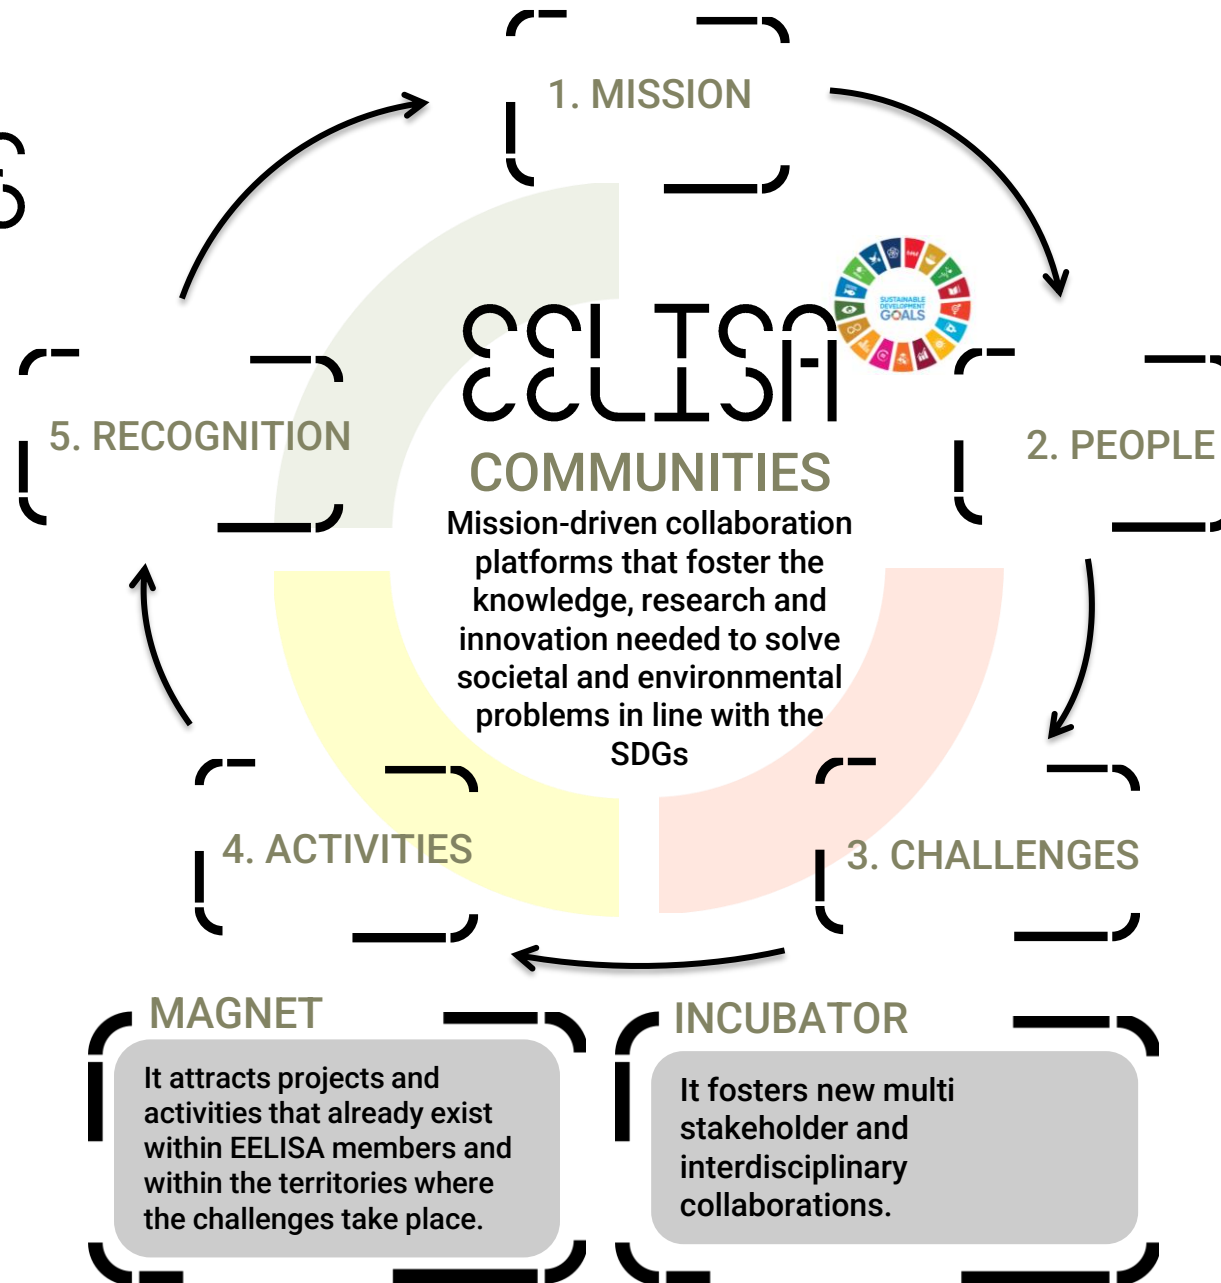 1. MISSION
SUSTAINABLE
DEVELOPMENT
GOALS
EELISA
5. RECOGNITION
2. PEOPLE
COMMUNITIES
Mission-driven collaboration
platforms that foster the
knowledge, research and
innovation needed to solve
societal and environmental
problems in line with the
SDGs
4. ACTIVITIES
3. CHALLENGES
MAGNET
It attracts projects and
activities that already exist
within EELISA members and
within the territories where
the challenges take place.
INCUBATOR
It fosters new multi
stakeholder and
interdisciplinary
collaborations.